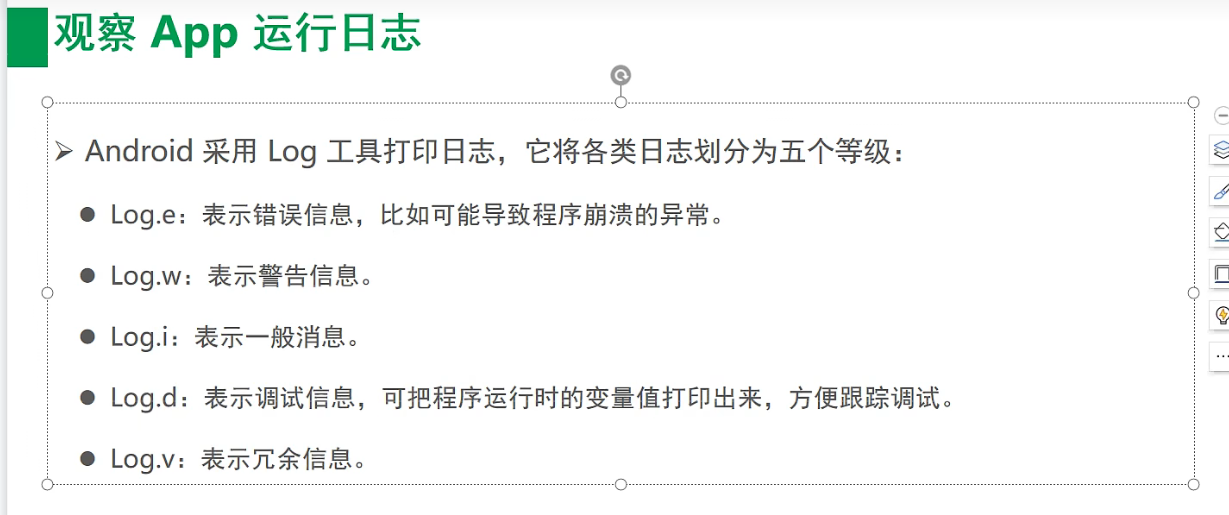 观察 App 运行日志
➢ Android 采用 Log 工具打印日志，它将各类日志划分为五个等级：
● Log.e：表示错误信息，比如可能导致程序崩溃的异常。
● Log.w：表示警告信息。
● Log.i：表示一般消息。
● Log.d：表示调试信息，可把程序运行时的变量值打印出来，方便跟踪调试。
● Log.v：表示冗余信息。